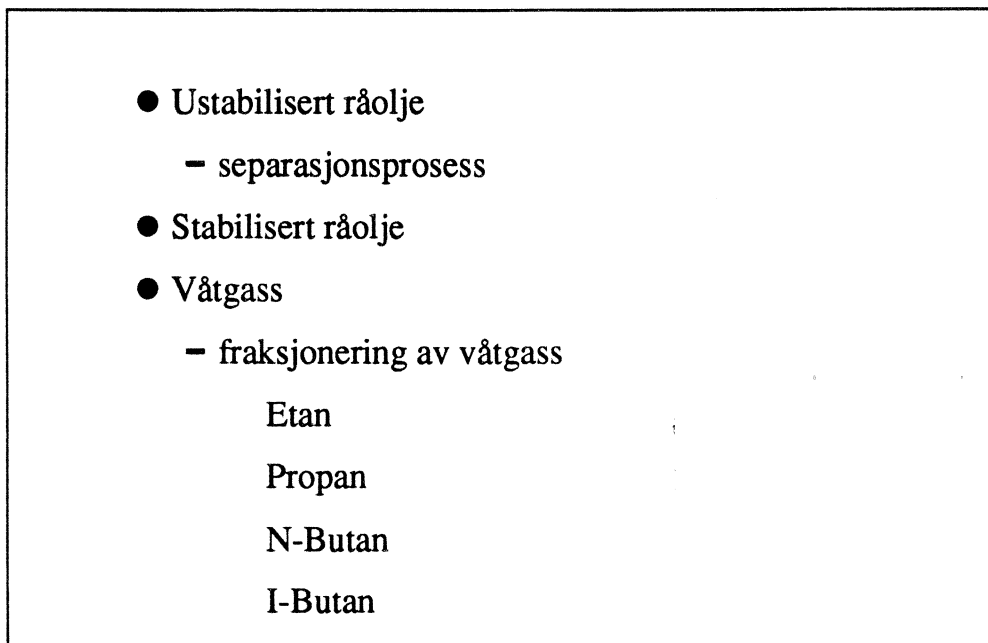 ● Ustabilisert råolje
– separasjonsprosess
● Stabilisert råolje
● Våtgass
– fraksjonering av våtgass
Etan
Propan
N-Butan
I-Butan